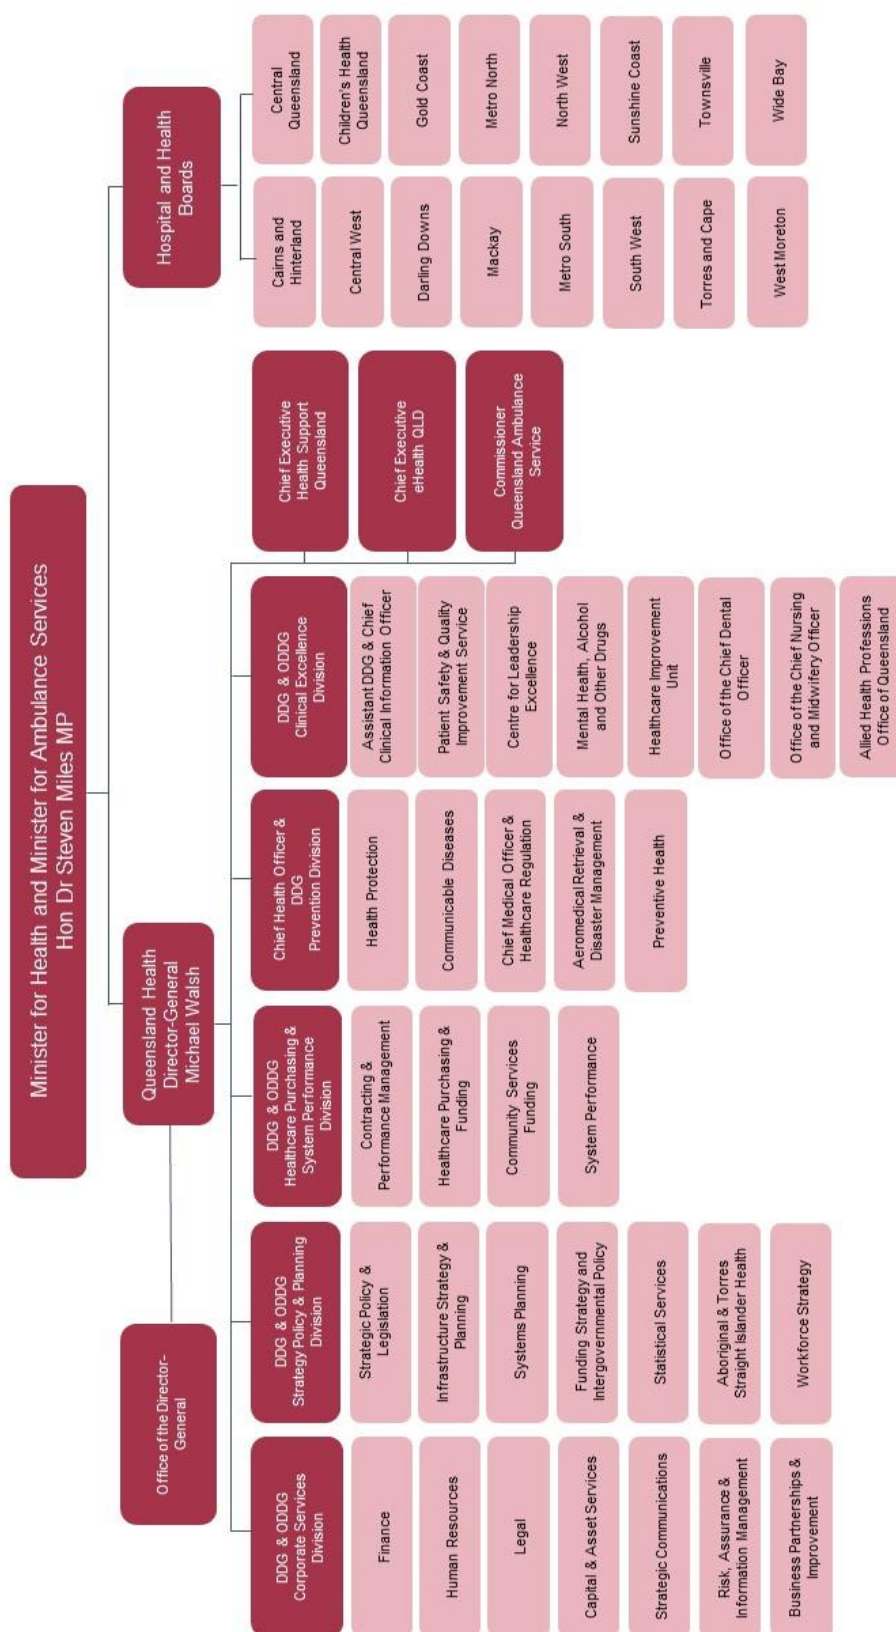 Minister for Health and Minister for Ambulance Services
Hon Dr Steven Miles MP
Office of the Director-
General
Queensland Health
Director-General
Michael Walsh
Hospital and Health
Boards
DDG & ODDG
Corporate Services
Division
Finance
Human Resources
Legal
Capital & Asset Services
Strategic Communications
Risk, Assurance &
Information Management
Business Partnerships &
Improvement
DDG & ODDG
Strategy Policy & Planning
Division
Strategic Policy &
Legislation
Infrastructure Strategy &
Planning
Systems Planning
Funding Strategy and
Intergovernmental Policy
Statistical Services
Aboriginal & Torres
Straight Islander Health
Workforce Strategy
DDG & ODDG
Healthcare Purchasing &
System Performance
Division
Contracting &
Performance Management
Healthcare Purchasing &
Funding
Community Services
Funding
System Performance
Chief Health Officer &
DDG
Prevention Division
Health Protection
Communicable Diseases
Chief Medical Officer &
Healthcare Regulation
Aeromedical Retrieval &
Disaster Management
Preventive Health
DDG & ODDG
Clinical Excellence
Division
Assistant DDG & Chief
Clinical Information Officer
Patient Safety & Quality
Improvement Service
Centre for Leadership
Excellence
Mental Health, Alcohol
and Other Drugs
Healthcare Improvement
Unit
Office of the Chief Dental
Officer
Office of the Chief Nursing
and Midwifery Officer
Allied Health Professions
Office of Queensland
Chief Executive
Health Support
Queensland
Chief Executive
eHealth QLD
Commissioner
Queensland Ambulance
Service
Cairns and
Hinterland
Central
Queensland
Central West
Children's Health
Queensland
Darling Downs
Gold Coast
Mackay
Metro North
Metro South
North West
South West
Sunshine Coast
Torres and Cape
Townsville
West Moreton
Wide Bay